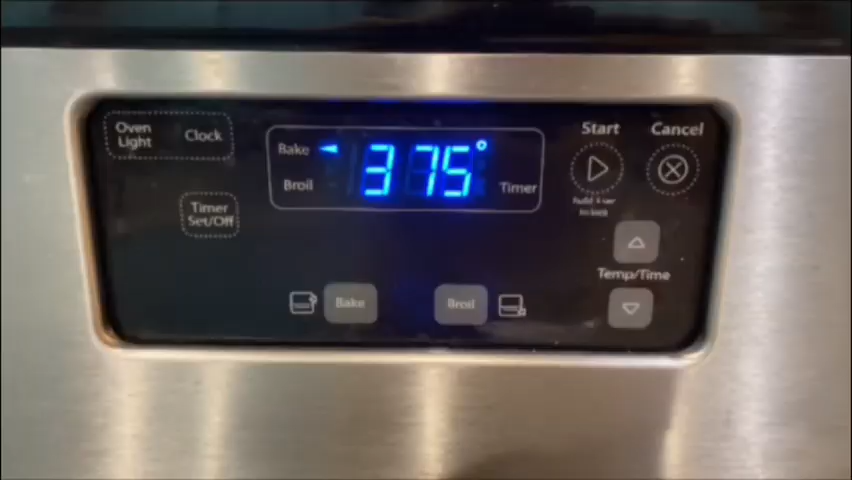 Oven
Light
Clock
Timer
Set/Off
Bake
Broil
375°
Timer
Start
Cancel
Temp/Time
Bake
Broil